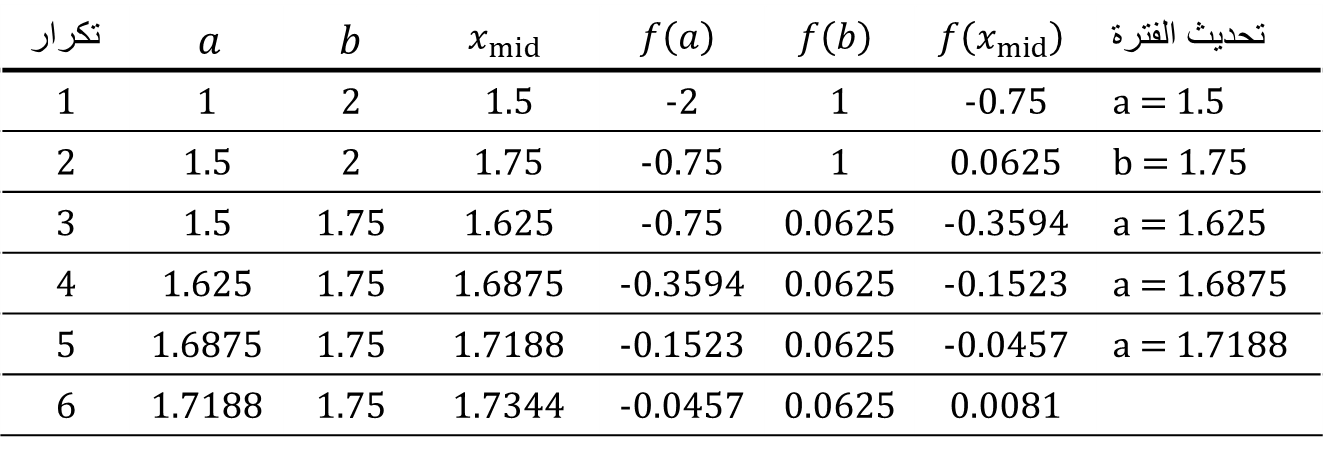 تكرار a b x_mid f(a) f(b) f(x_mid) تحديث الفترة
1 1 2 1.5 -2 1 -0.75 a = 1.5
2 1.5 2 1.75 -0.75 1 0.0625 b = 1.75
3 1.5 1.75 1.625 -0.75 0.0625 -0.3594 a = 1.625
4 1.625 1.75 1.6875 -0.3594 0.0625 -0.1523 a = 1.6875
5 1.6875 1.75 1.7188 -0.1523 0.0625 -0.0457 a = 1.7188
6 1.7188 1.75 1.7344 -0.0457 0.0625 0.0081